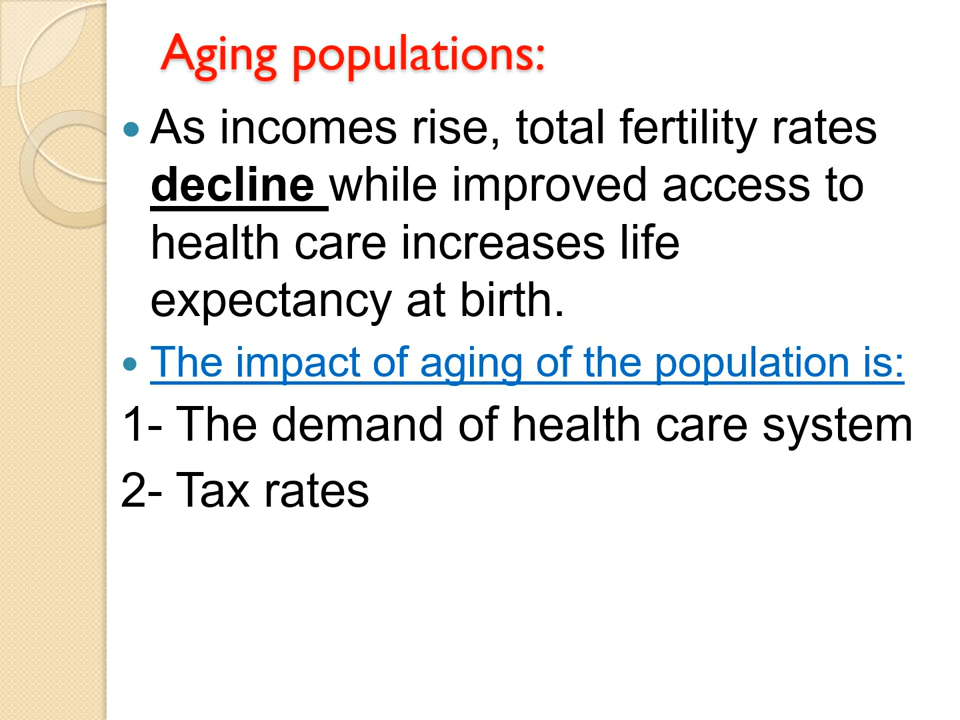 Aging populations:
• As incomes rise, total fertility rates
decline while improved access to
health care increases life
expectancy at birth.
• The impact of aging of the population is:
1- The demand of health care system
2- Tax rates